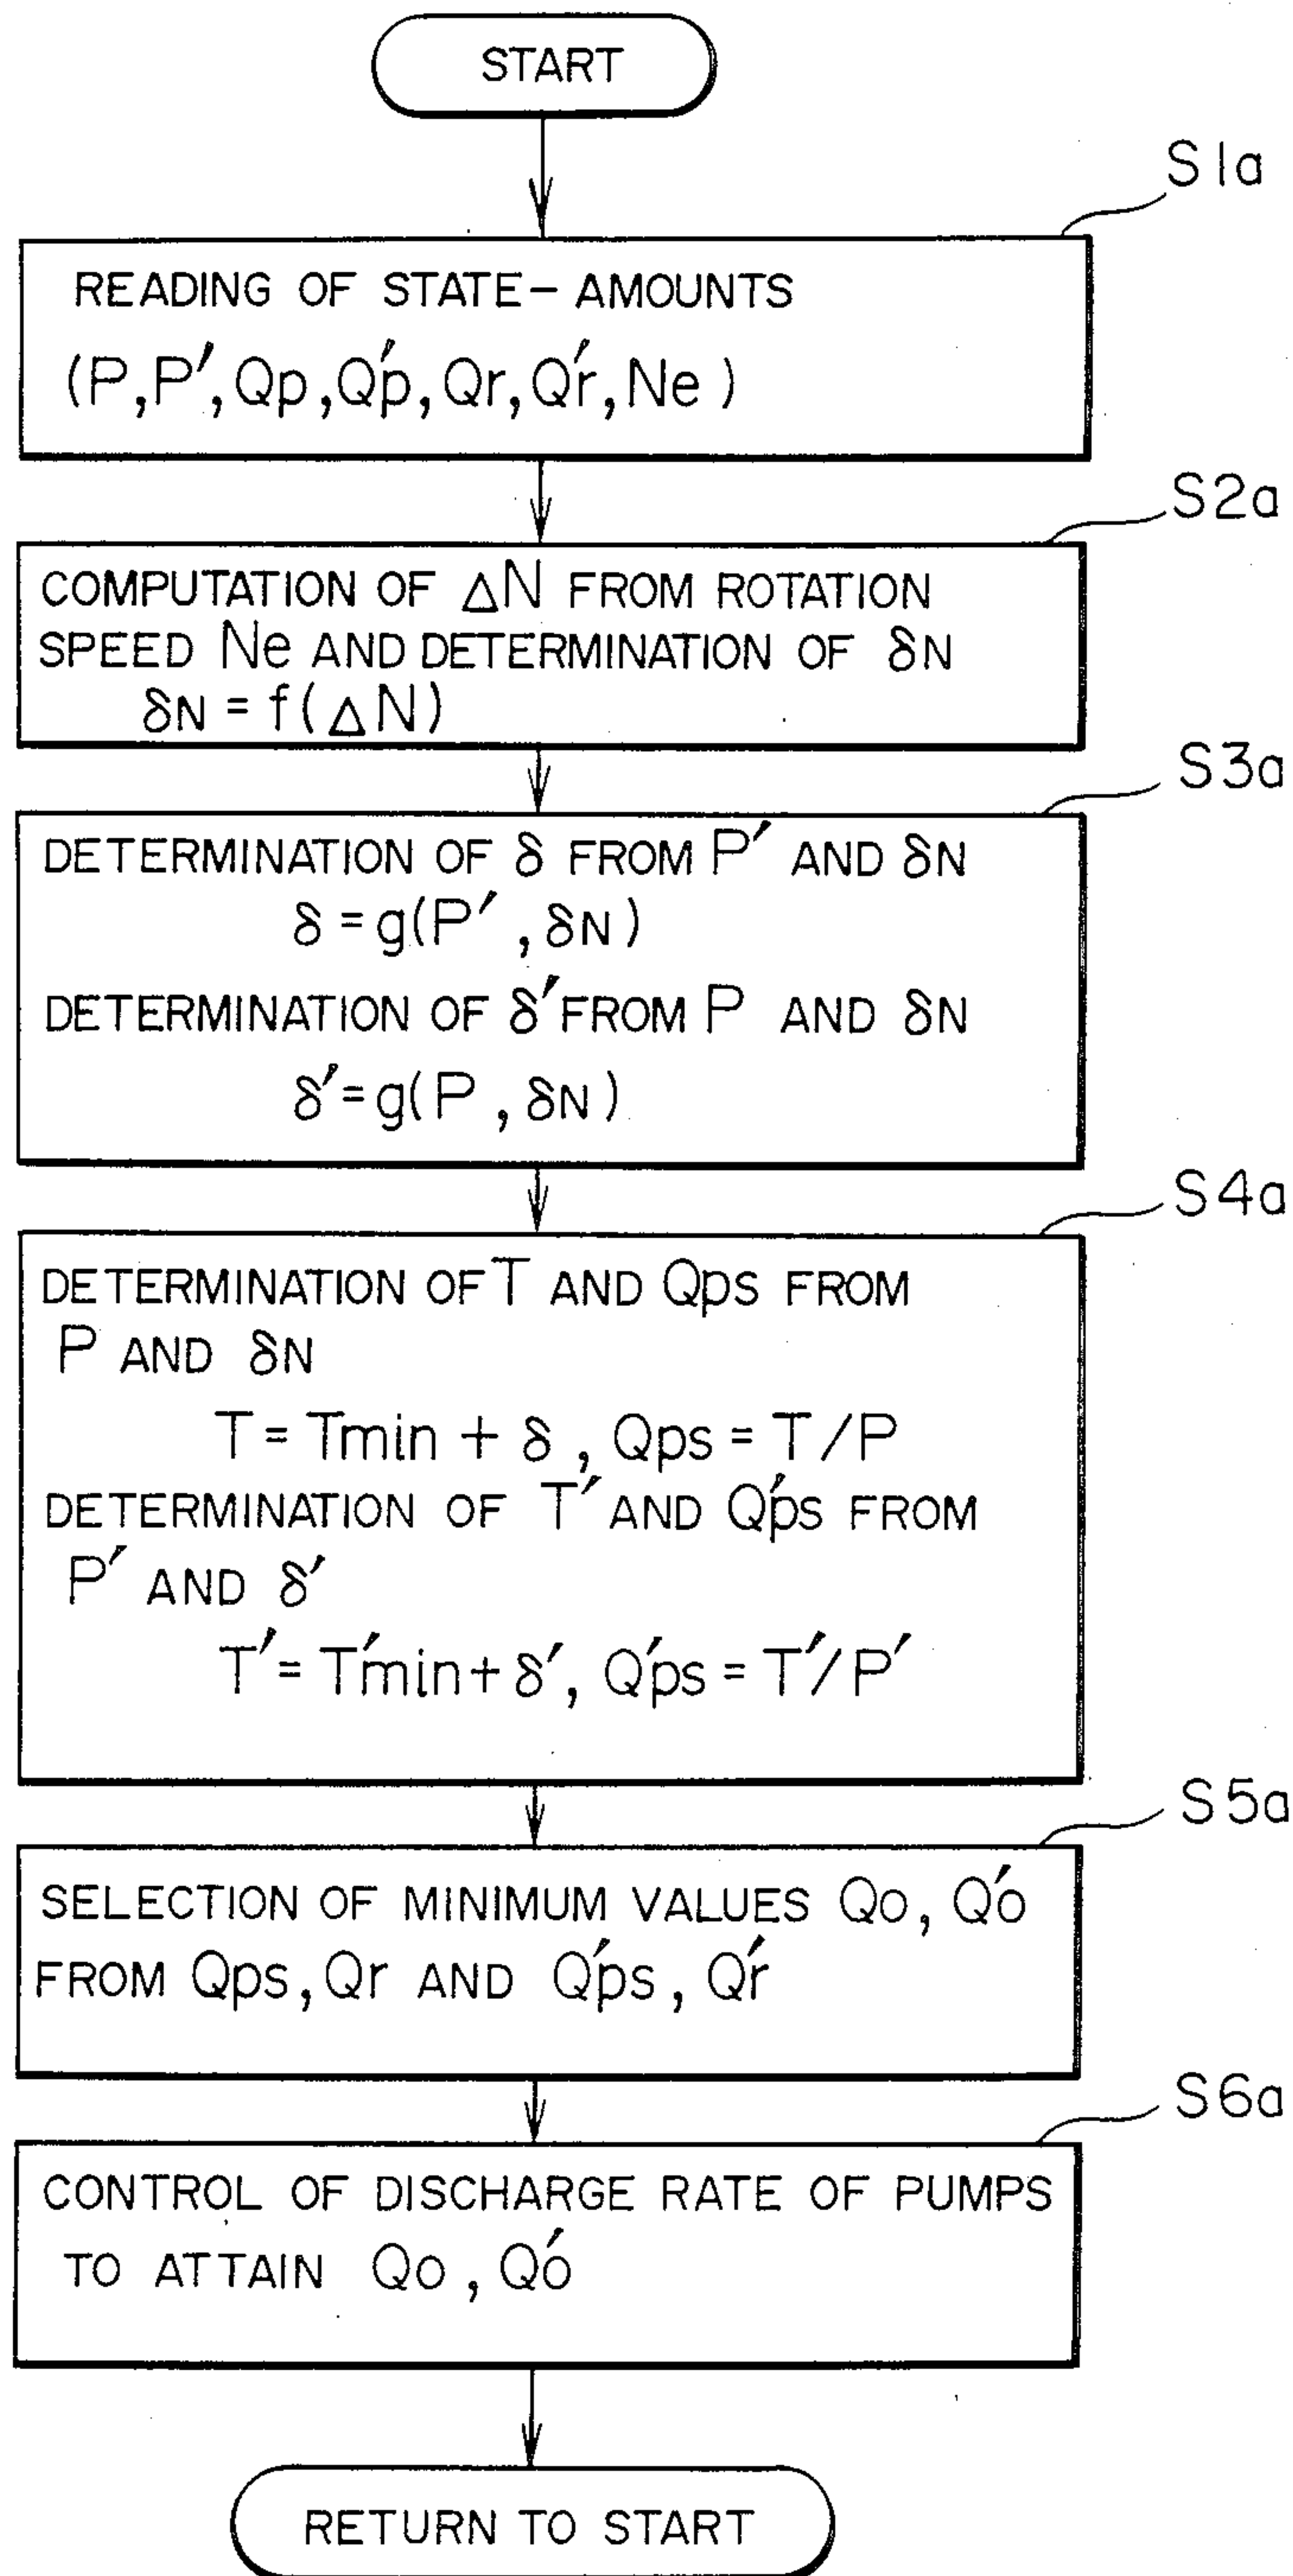 START
S1a
READING OF STATE-AMOUNTS
(P, P', Qp, Q'p, Qr, Q'r, Ne)
S2a
COMPUTATION OF ΔN FROM ROTATION
SPEED Ne AND DETERMINATION OF δN
δN = f(ΔN)
S3a
DETERMINATION OF δ FROM P' AND δN
δ = g(P', δN)
DETERMINATION OF δ' FROM P AND δN
δ' = g(P, δN)
S4a
DETERMINATION OF T AND Qps FROM
P AND δN
T = Tmin + δ, Qps = T/P
DETERMINATION OF T' AND Q'ps FROM
P' AND δ'
T' = T'min + δ', Q'ps = T'/P'
S5a
SELECTION OF MINIMUM VALUES Qo, Q'o
FROM Qps, Qr AND Q'ps, Q'r
S6a
CONTROL OF DISCHARGE RATE OF PUMPS
TO ATTAIN Qo, Q'o
RETURN TO START